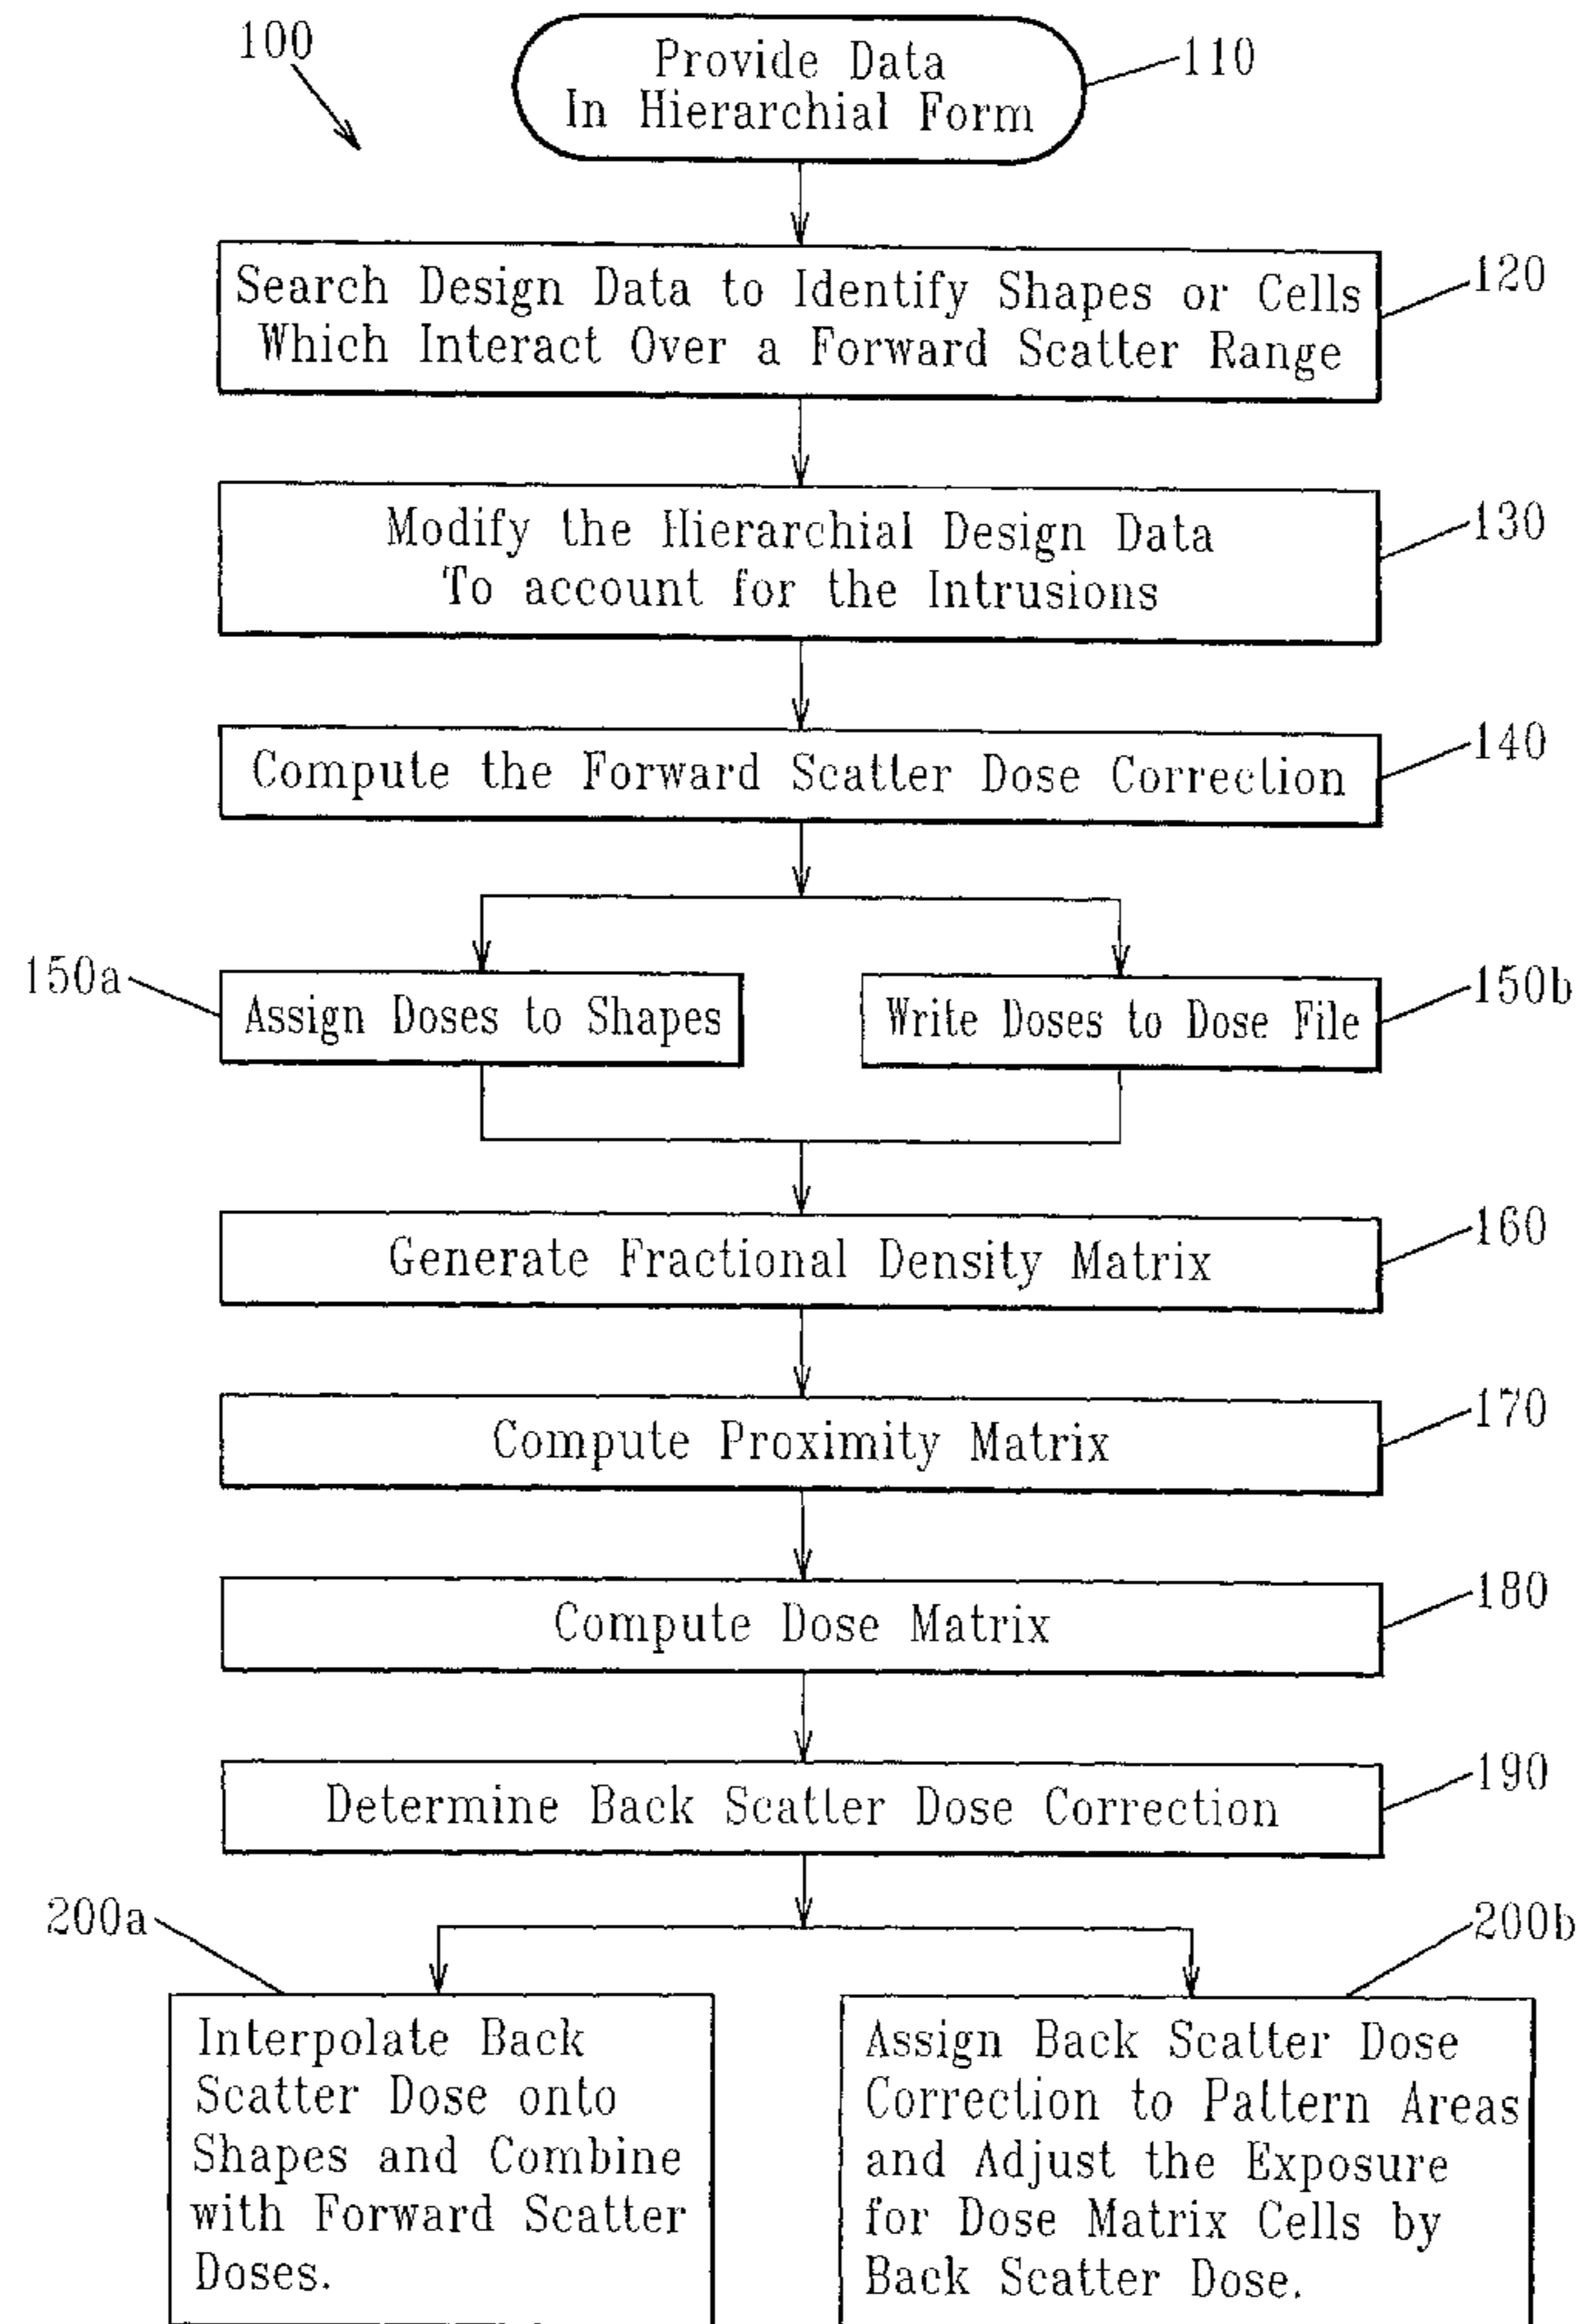 100
Provide Data
In Hierarchial Form
110
Search Design Data to Identify Shapes or Cells
Which Interact Over a Forward Scatter Range
120
Modify the Hierarchial Design Data
To account for the Intrusions
130
Compute the Forward Scatter Dose Correction
140
150a
Assign Doses to Shapes
Write Doses to Dose File
150b
Generate Fractional Density Matrix
160
Compute Proximity Matrix
170
Compute Dose Matrix
180
Determine Back Scatter Dose Correction
190
200a
Interpolate Back
Scatter Dose onto
Shapes and Combine
with Forward Scatter
Doses.
200b
Assign Back Scatter Dose
Correction to Pattern Areas
and Adjust the Exposure
for Dose Matrix Cells by
Back Scatter Dose.